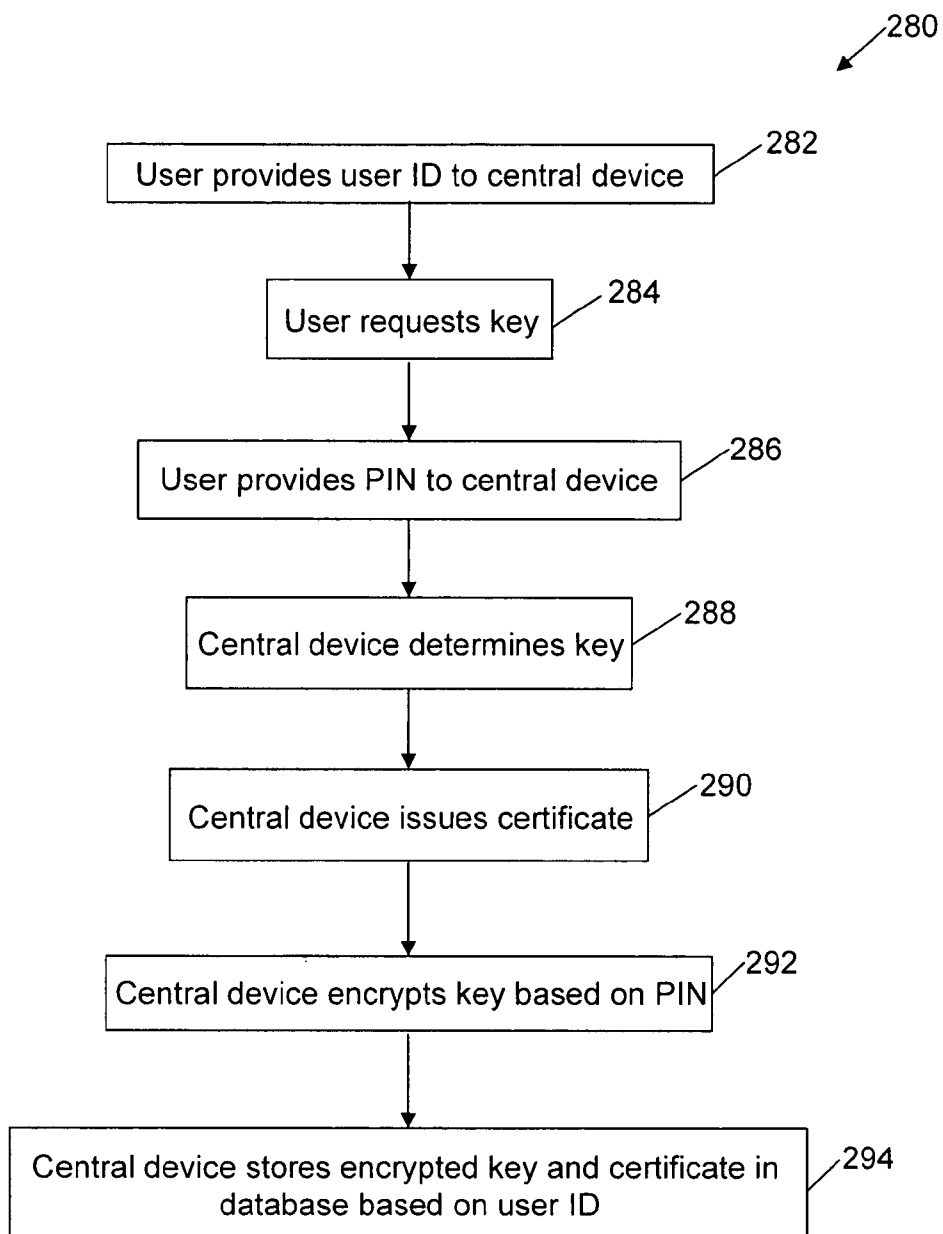 280
User provides user ID to central device
282
User requests key
284
User provides PIN to central device
286
Central device determines key
288
Central device issues certificate
290
Central device encrypts key based on PIN
292
Central device stores encrypted key and certificate in
database based on user ID
294